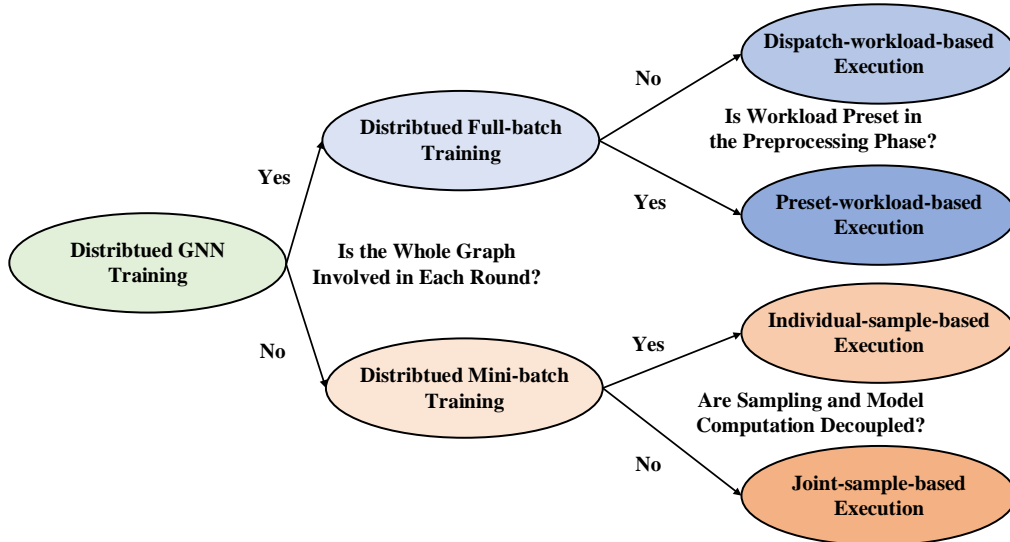 Distribtued GNN
Training
Yes
No
Is the Whole Graph
Involved in Each Round?
Distribtued Full-batch
Training
No
Yes
Is Workload Preset in
the Preprocessing Phase?
Dispatch-workload-based
Execution
Preset-workload-based
Execution
Distribtued Mini-batch
Training
Yes
No
Are Sampling and Model
Computation Decoupled?
Individual-sample-based
Execution
Joint-sample-based
Execution